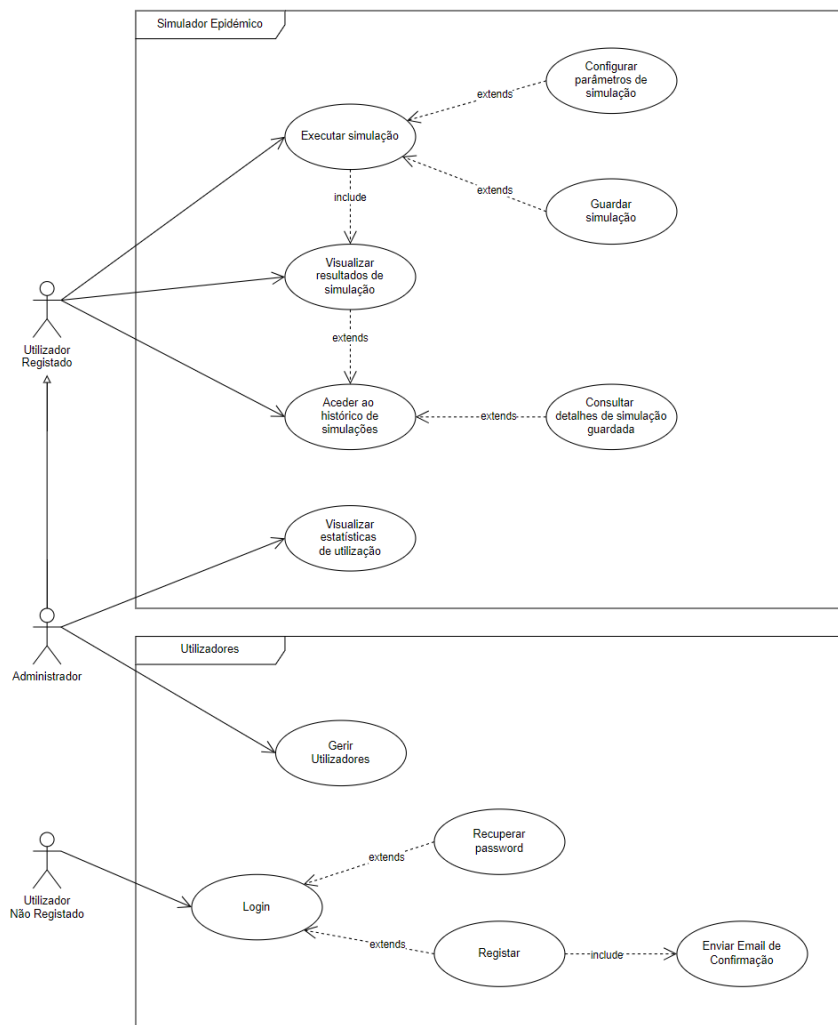 Simulador Epidémico
Configurar
parâmetros de
simulação
extends
Executar simulação
extends
include
Guardar
simulação
Visualizar
resultados de
simulação
Utilizador
Registado
extends
Aceder ao
histórico de
simulações
extends
Consultar
detalhes de simulação
guardada
Visualizar
estatísticas
de utilização
Administrador
Utilizadores
Gerir
Utilizadores
Recuperar
password
extends
Utilizador
Não Registado
Login
extends
Registar
include
Enviar Email de
Confirmação